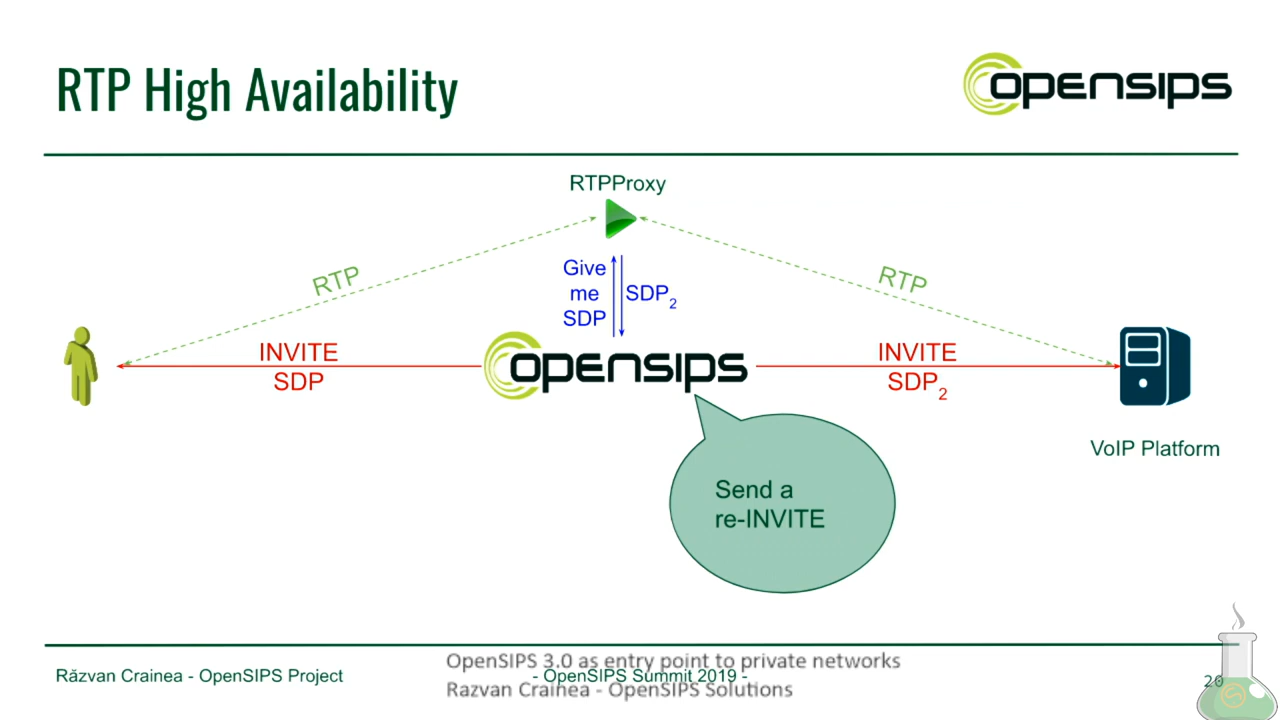 RTP High Availability
opensips
RTPProxy
RTP
Give
me
SDP
SDP2
RTP
INVITE
SDP
opensips
INVITE
SDP2
VoIP Platform
Send a
re-INVITE
Răzvan Crainea - OpenSIPS Project
- OpenSIPS Summit 2019 -
OpenSIPS 3.0 as entry point to private networks
Razvan Crainea - OpenSIPS Solutions
20